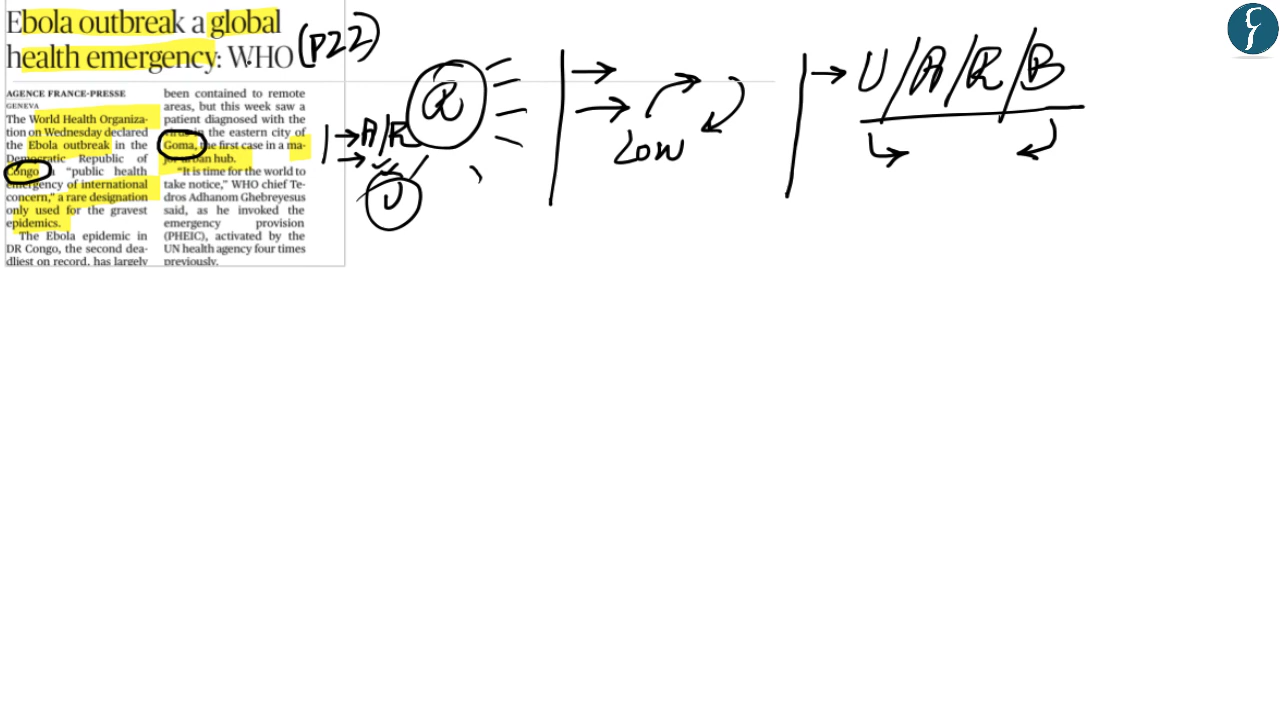 Ebola outbreak a global
health emergency: WHO
(P22)
AGENCE FRANCE-PRESSE
GENEVA
The World Health Organiza-
tion on Wednesday declared
the Ebola outbreak in the
Democratic Republic of
Congo a “public health
emergency of international
concern,” a rare designation
only used for the gravest
epidemics.
The Ebola epidemic in
DR Congo, the second dea-
dliest on record, has largely
been contained to remote
areas, but this week saw a
patient diagnosed with the
virus in the eastern city of
Goma, the first case in a ma-
jor urban hub.
“It is time for the world to
take notice,” WHO chief Te-
dros Adhanom Ghebreyesus
said, as he invoked the
emergency provision
(PHEIC), activated by the
UN health agency four times
previously.
A/R
R
U
Low
U/A/R/B